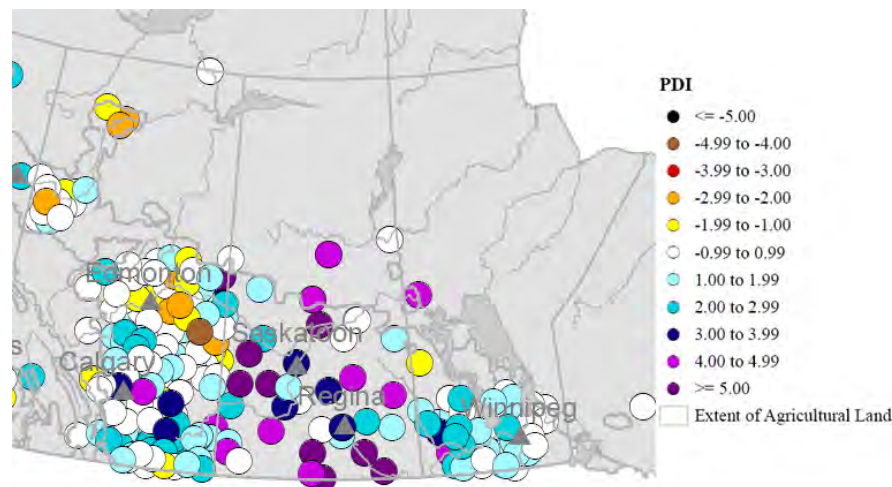 PDI
<= -5.00
-4.99 to -4.00
-3.99 to -3.00
-2.99 to -2.00
-1.99 to -1.00
-0.99 to 0.99
1.00 to 1.99
2.00 to 2.99
3.00 to 3.99
4.00 to 4.99
>= 5.00
Extent of Agricultural Land
Edmonton
Saskatoon
s
Calgary
Regina
Winnipeg